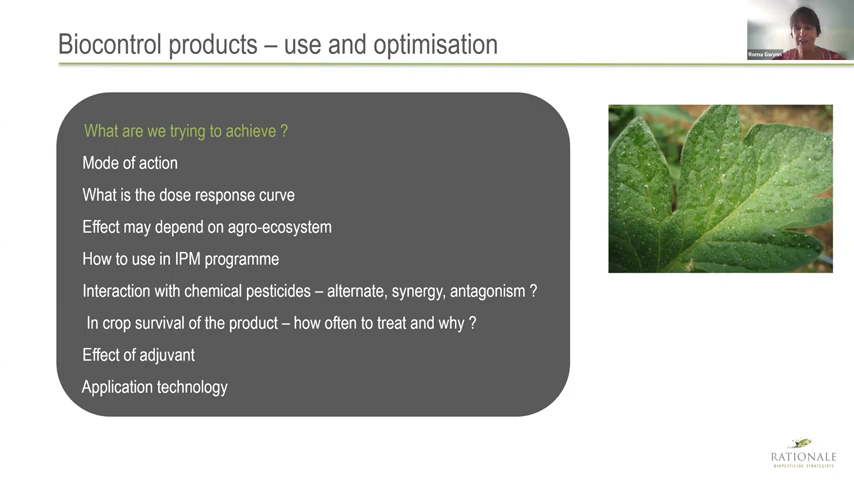 Biocontrol products – use and optimisation
Roma Gwynn
What are we trying to achieve ?
Mode of action
What is the dose response curve
Effect may depend on agro-ecosystem
How to use in IPM programme
Interaction with chemical pesticides – alternate, synergy, antagonism ?
In crop survival of the product – how often to treat and why ?
Effect of adjuvant
Application technology
RATIONALE
BIOPESTICIDE STRATEGISTS